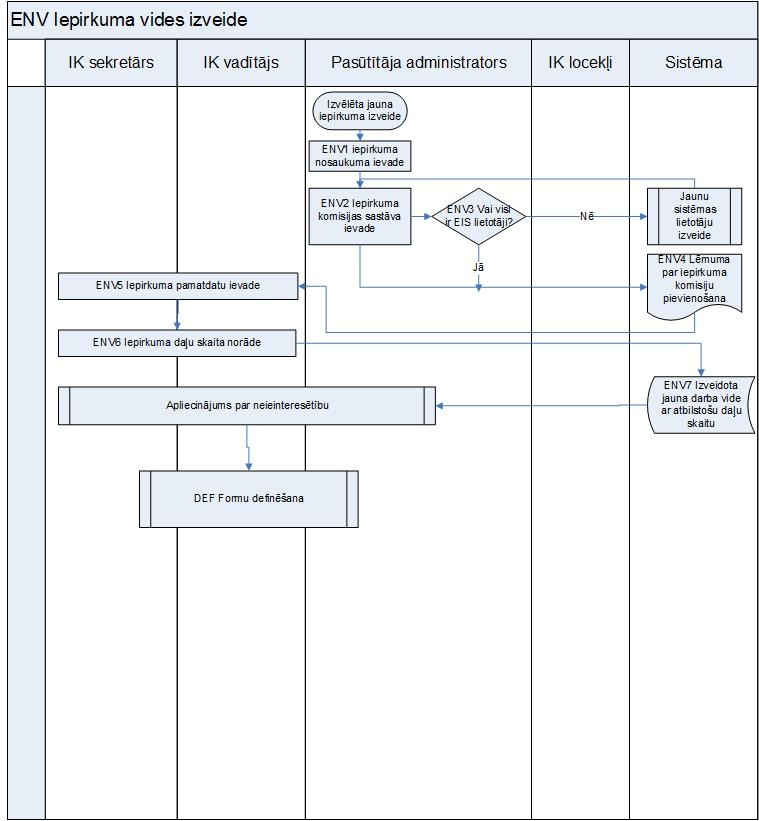 ENV Iepirkuma vides izveide
IK sekretārs
IK vadītājs
Pasūtītāja administrators
IK locekļi
Sistēma
Izvēlēta jauna
iepirkuma izveide
ENV1 iepirkuma
nosaukuma ievade
ENV2 Iepirkuma
komisijas sastāva
ievade
ENV3 Vai visi
ir EIS lietotāji?
Nē
Jaunu
sistēmas
lietotāju
izveide
Jā
ENV4 Lēmuma
par iepirkuma
komisiju
pievienošana
ENV5 Iepirkuma pamatdatu ievade
ENV6 Iepirkuma daļu skaita norāde
ENV7 Izveidota
jauna darba vide
ar atbilstošu daļu
skaitu
Apliecinājums par neieinteresētību
DEF Formu definēšana